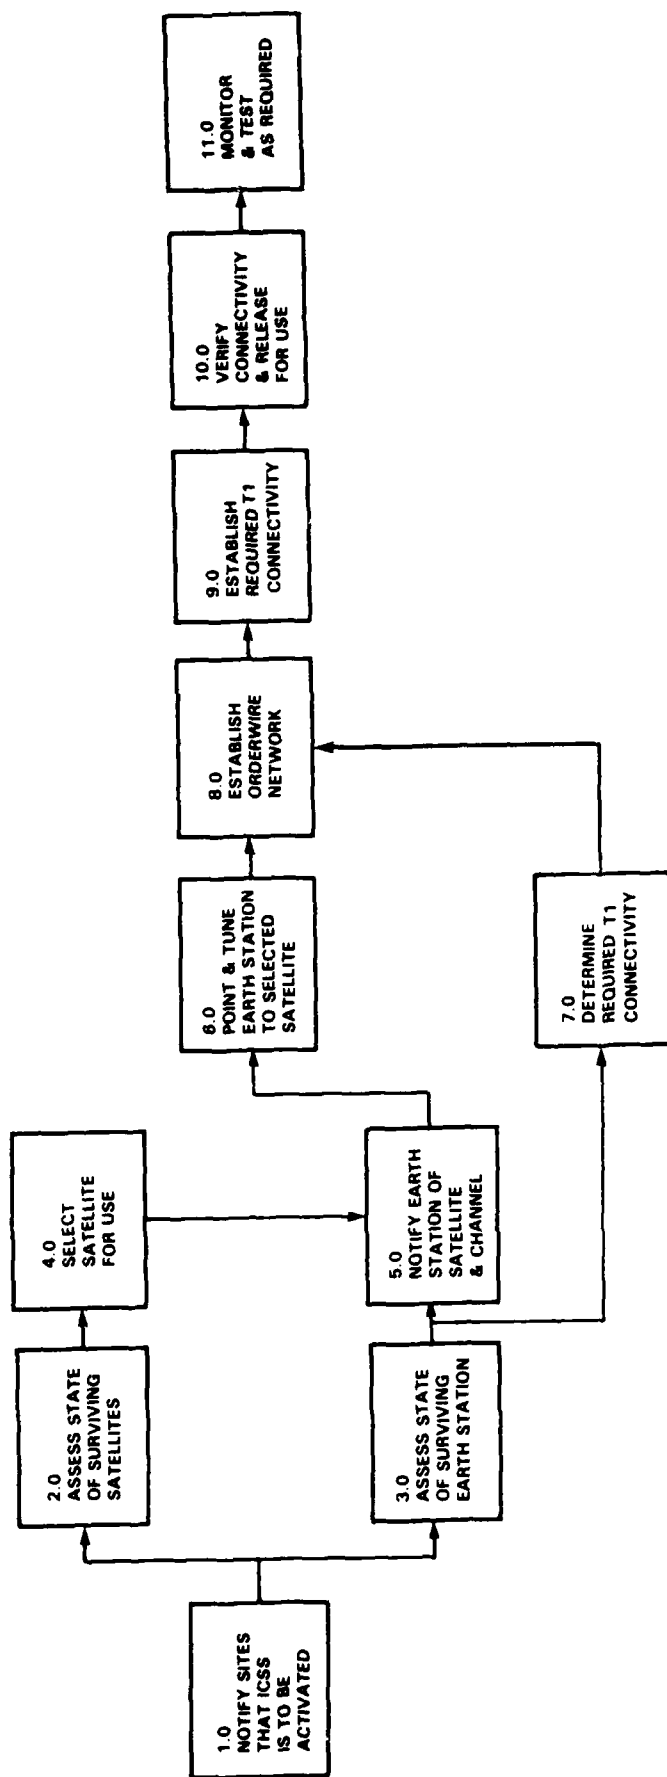 1.0
NOTIFY SITES
THAT ICSS
IS TO BE
ACTIVATED
2.0
ASSESS STATE
OF SURVIVING
SATELLITES
3.0
ASSESS STATE
OF SURVIVING
EARTH STATION
4.0
SELECT
SATELLITE
FOR USE
5.0
NOTIFY EARTH
STATION OF
SATELLITE
& CHANNEL
6.0
POINT & TUNE
EARTH STATION
TO SELECTED
SATELLITE
7.0
DETERMINE
REQUIRED T1
CONNECTIVITY
8.0
ESTABLISH
ORDERWIRE
NETWORK
9.0
ESTABLISH
REQUIRED T1
CONNECTIVITY
10.0
VERIFY
CONNECTIVITY
& RELEASE
FOR USE
11.0
MONITOR
& TEST
AS REQUIRED